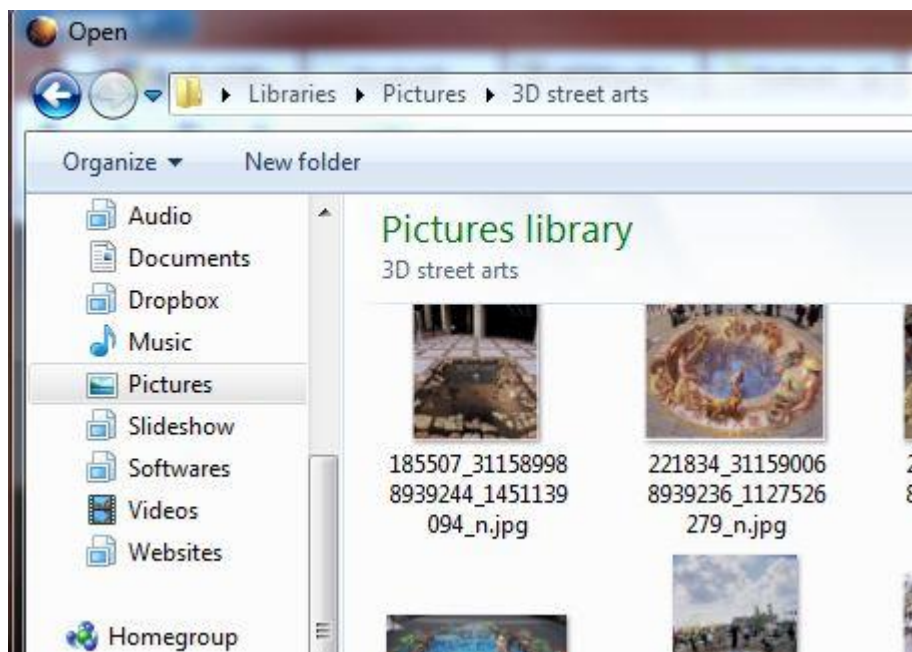 Open
Libraries Pictures 3D street arts
Organize New folder
Audio
Documents
Dropbox
Music
Pictures
Slideshow
Softwares
Videos
Websites
Homegroup
Pictures library
3D street arts
185507_31158998
8939244_1451139
094_n.jpg
221834_31159006
8939236_1127526
279_n.jpg